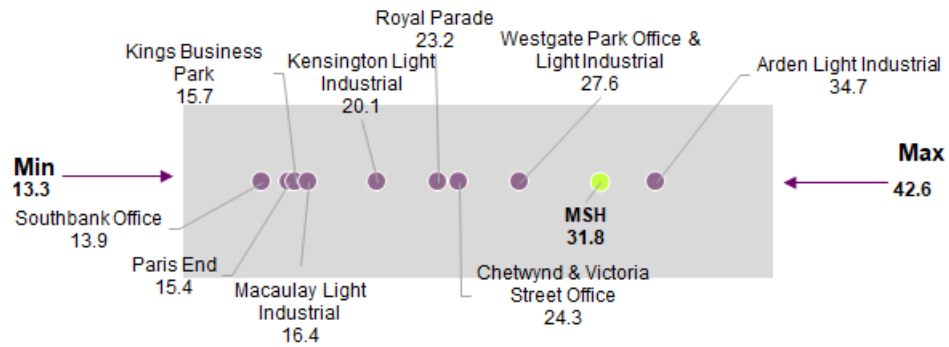 Royal Parade
23.2
Kings Business
Park
15.7
Kensington Light
Industrial
20.1
Westgate Park Office &
Light Industrial
27.6
Arden Light Industrial
34.7
Min
13.3
Max
42.6
Southbank Office
13.9
Paris End
15.4
Macaulay Light
Industrial
16.4
Chetwynd & Victoria
Street Office
24.3
MSH
31.8